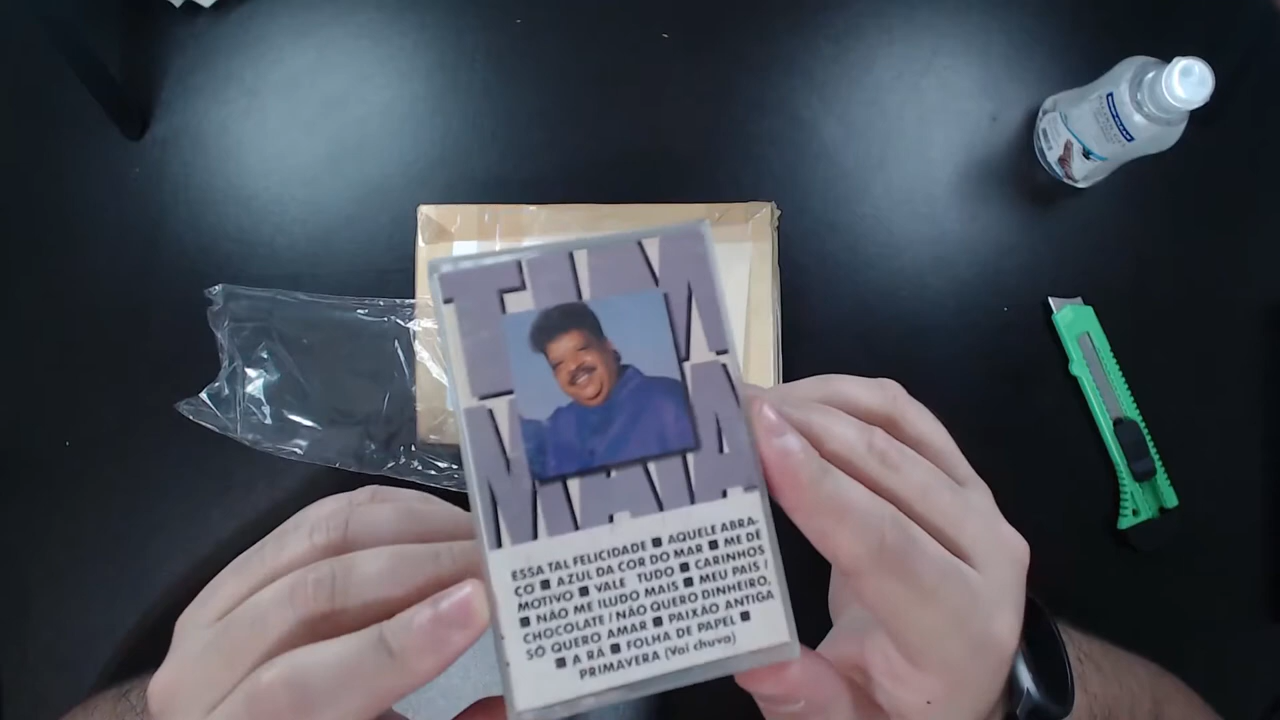 TIM
MAIA
ESSA TAL FELICIDADE ■ AQUELE ABRA-
ÇO ■ AZUL DA COR DO MAR ■ ME DÊ
MOTIVO ■ VALE TUDO ■ CARINHOS
■ NÃO ME ILUDO MAIS ■ MEU PAÍS /
CHOCOLATE / NÃO QUERO DINHEIRO,
SÓ QUERO AMAR ■ PAIXÃO ANTIGA
■ A RÃ ■ FOLHA DE PAPEL ■
PRIMAVERA (Vai chuva)